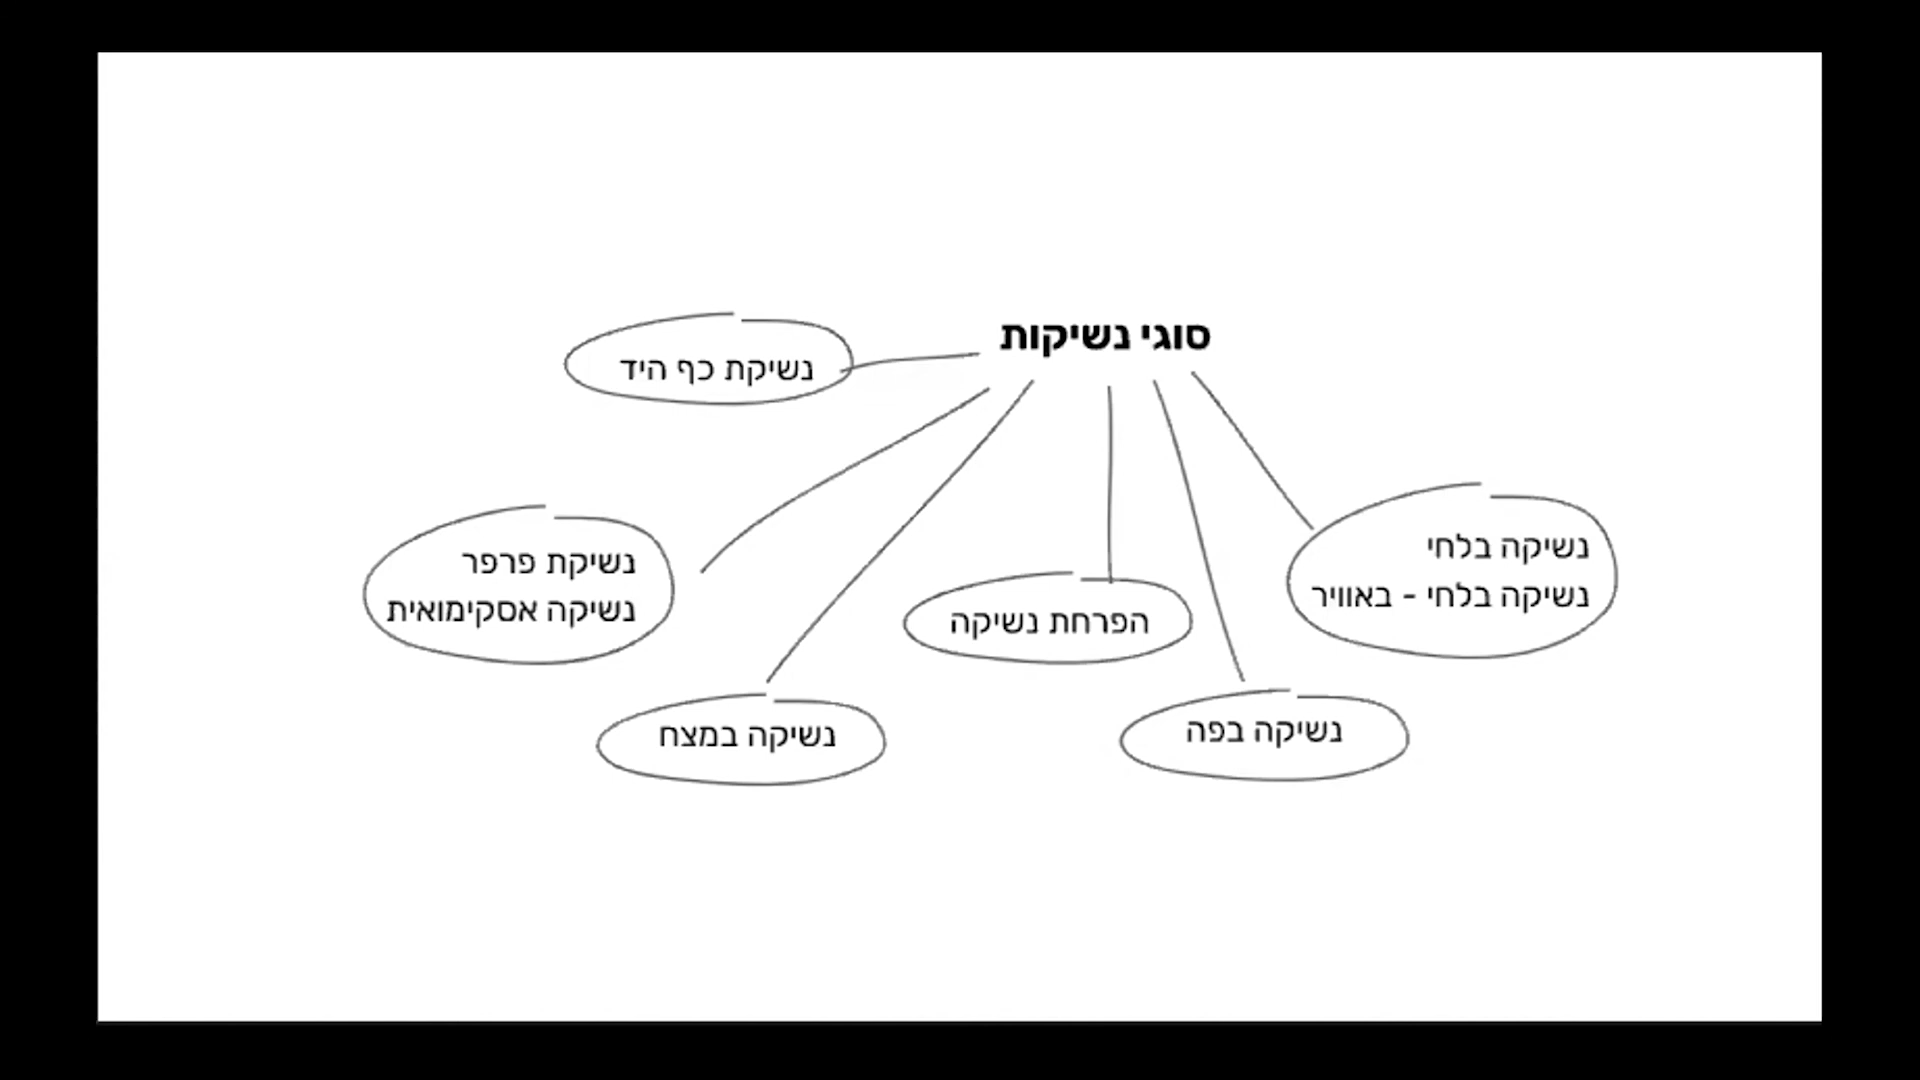 סוגי נשיקות
נשיקת כף היד
נשיקה בלחי
נשיקה בלחי - באוויר
נשיקת פרפר
נשיקה אסקימואית
הפרחת נשיקה
נשיקה בפה
נשיקה במצח